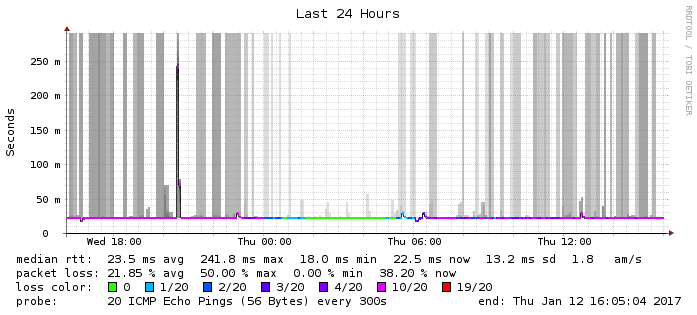 Last 24 Hours
RRDTOOL / TOBI OETIKER
Seconds
250 m
200 m
150 m
100 m
50 m
0
Wed 18:00 Thu 00:00 Thu 06:00 Thu 12:00
median rtt: 23.5 ms avg 241.8 ms max 18.0 ms min 22.5 ms now 13.2 ms sd 1.8 am/s
packet loss: 21.85 % avg 50.00 % max 0.00 % min 38.20 % now
loss color: 0 1/20 2/20 3/20 4/20 10/20 19/20
probe: 20 ICMP Echo Pings (56 Bytes) every 300s end: Thu Jan 12 16:05:04 2017